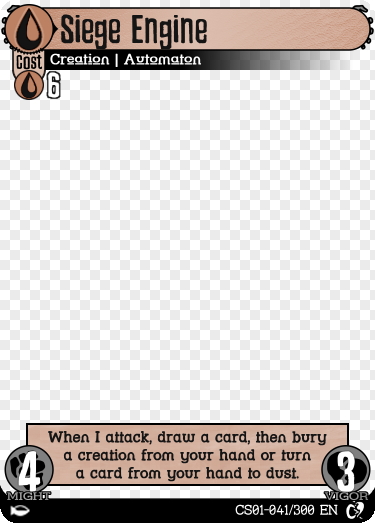 Siege Engine
Cost
Creation | Automaton
6
When I attack, draw a card, then bury
a creation from your hand or turn
a card from your hand to dust.
4
MIGHT
3
VIGOR
CS01-041/300 EN